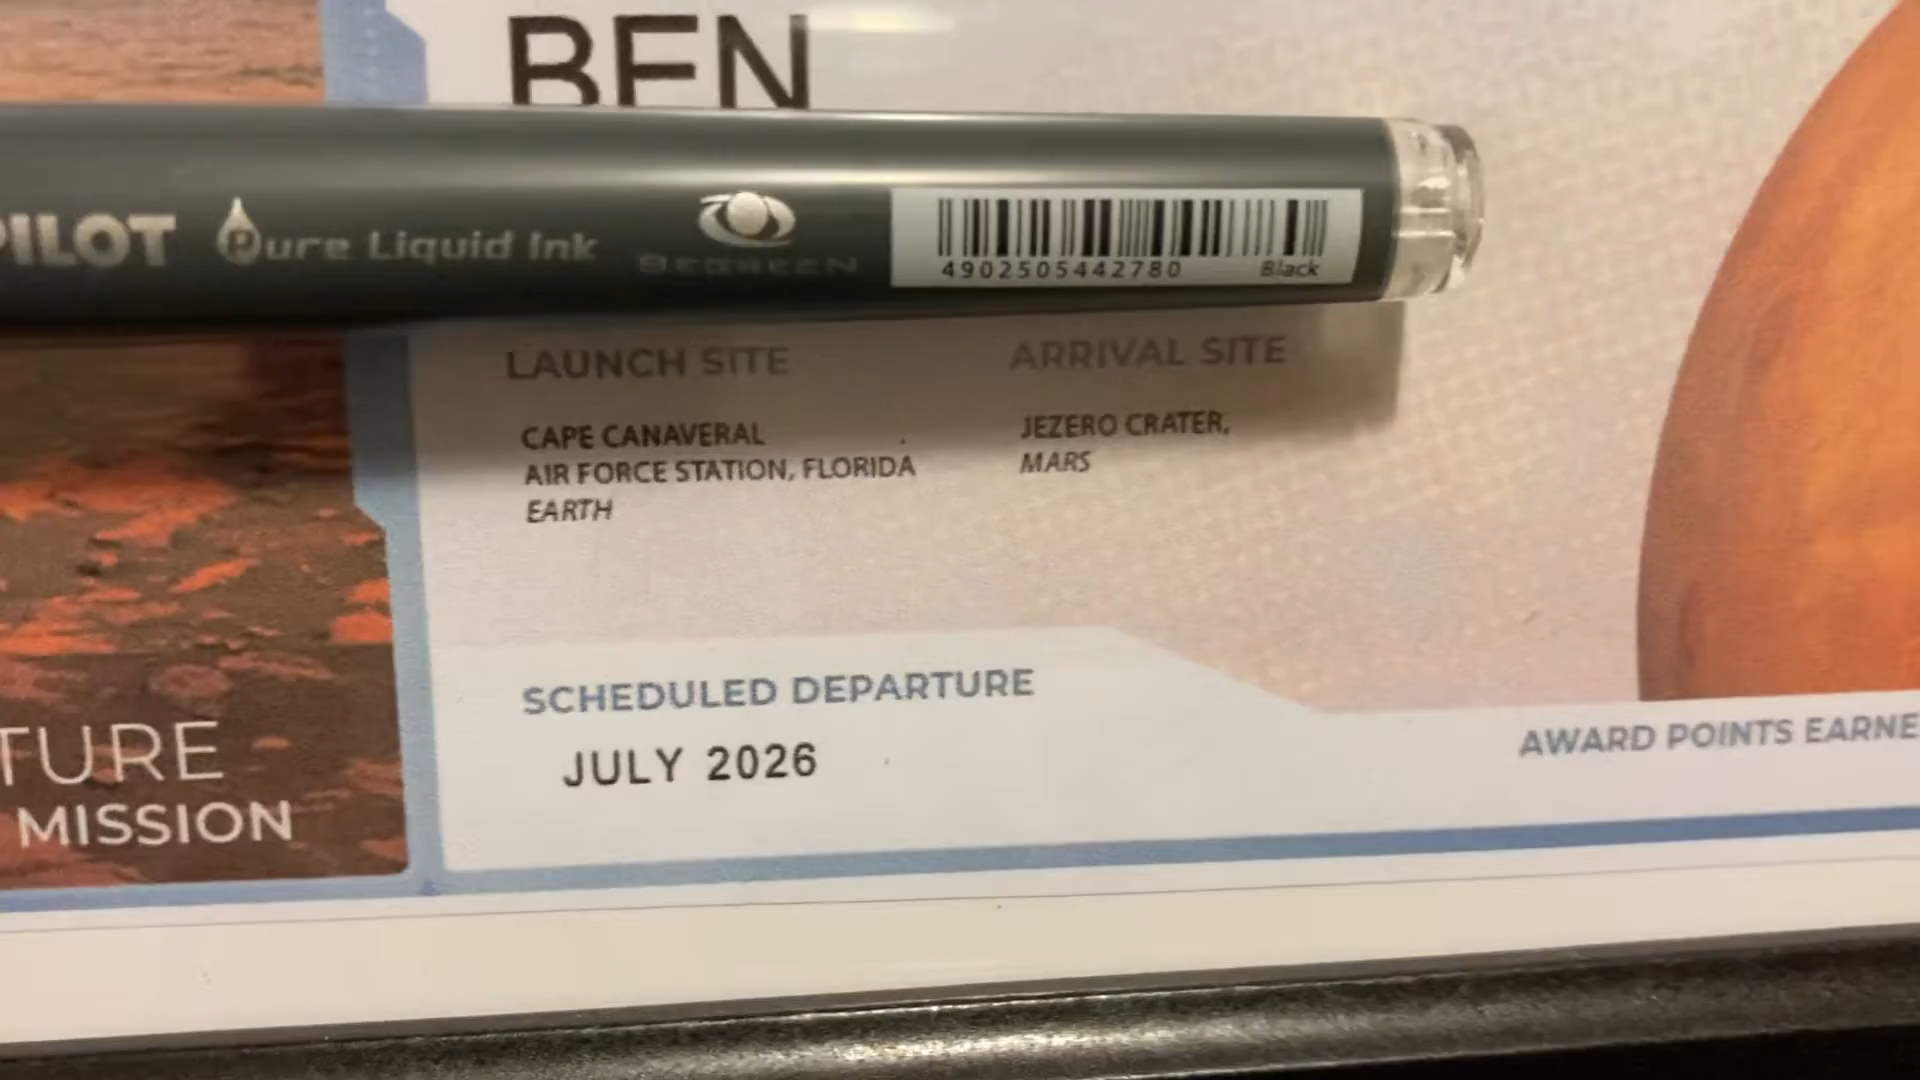 BEN
PILOT Pure Liquid Ink BEGREEN
4902505442780 Black
LAUNCH SITE
CAPE CANAVERAL
AIR FORCE STATION, FLORIDA
EARTH
ARRIVAL SITE
JEZERO CRATER,
MARS
SCHEDULED DEPARTURE
JULY 2026
TURE
MISSION
AWARD POINTS EARNE